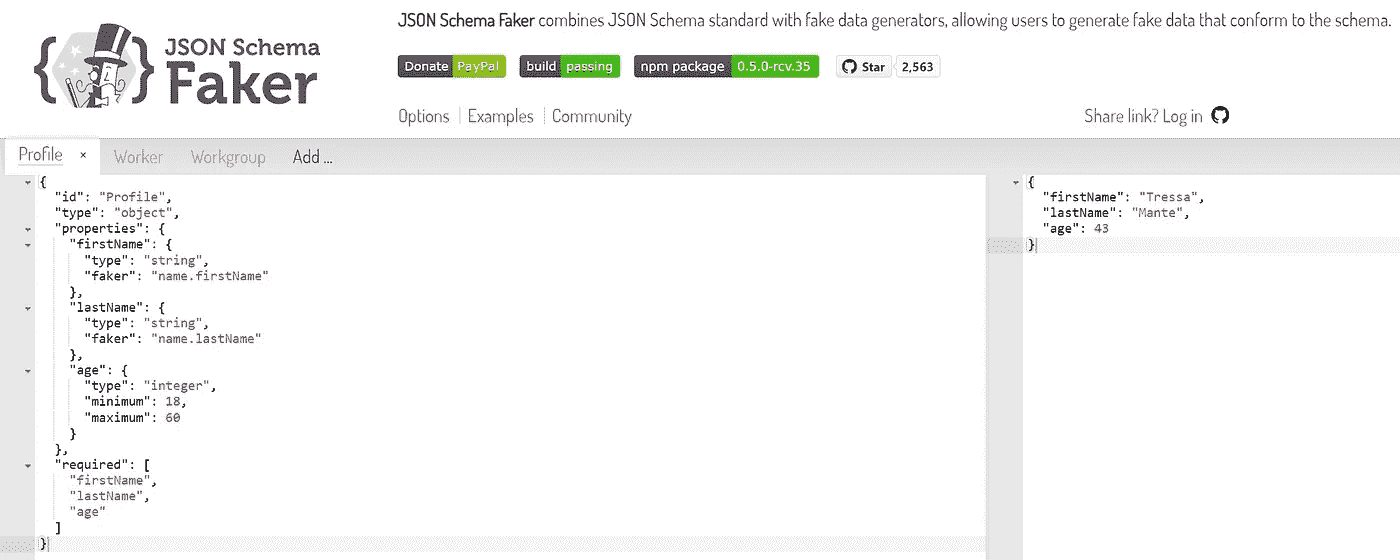 JSON Schema
Faker
JSON Schema Faker combines JSON Schema standard with fake data generators, allowing users to generate fake data that conform to the schema.
Donate PayPal build passing npm package 0.5.0-rcv.35 Star 2,563
Options Examples Community Share link? Log in
Profile × Worker Workgroup Add ...
{
"id": "Profile",
"type": "object",
"properties": {
"firstName": {
"type": "string",
"faker": "name.firstName"
},
"lastName": {
"type": "string",
"faker": "name.lastName"
},
"age": {
"type": "integer",
"minimum": 18,
"maximum": 60
}
},
"required": [
"firstName",
"lastName",
"age"
]
}
{
"firstName": "Tressa",
"lastName": "Mante",
"age": 43
}